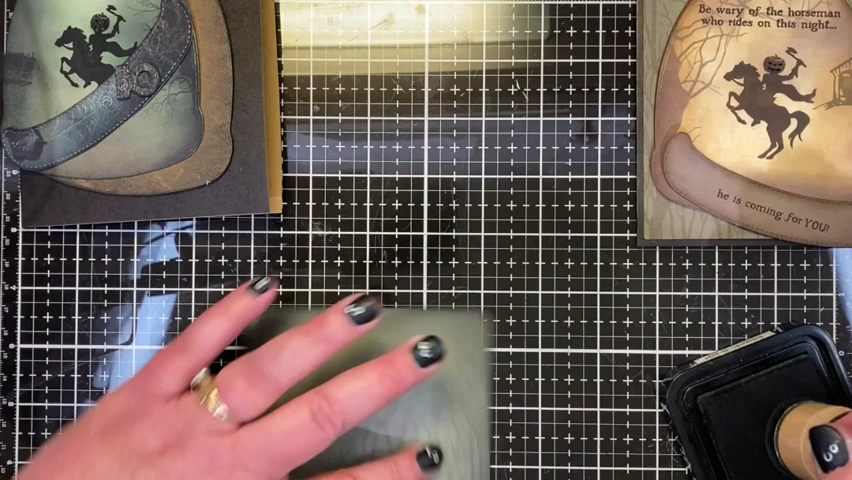 Be wary of the horseman
who rides on this night...
he is coming for YOU!